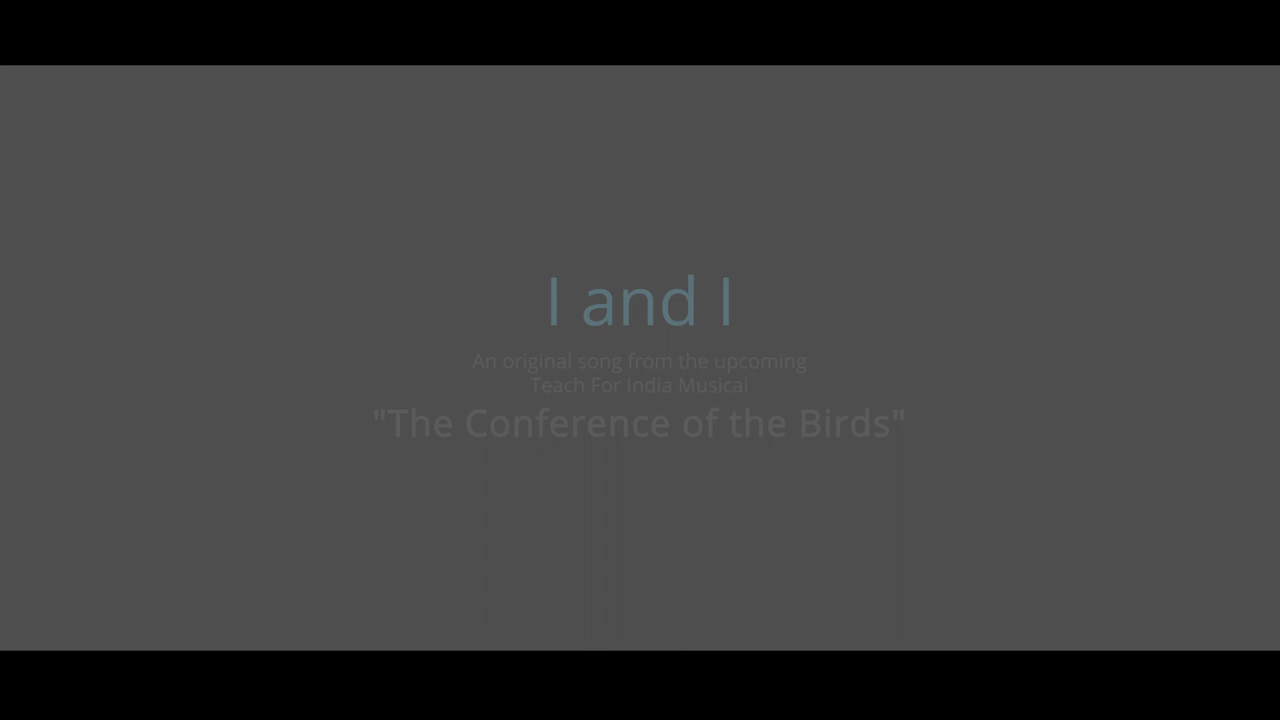 I and I
An original song from the upcoming
Teach For India Musical
"The Conference of the Birds"